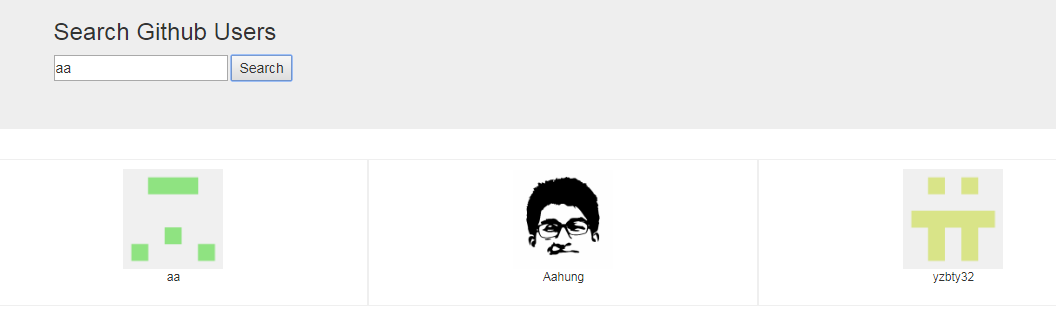 Search Github Users
aa Search
aa
Aahung
yzbty32